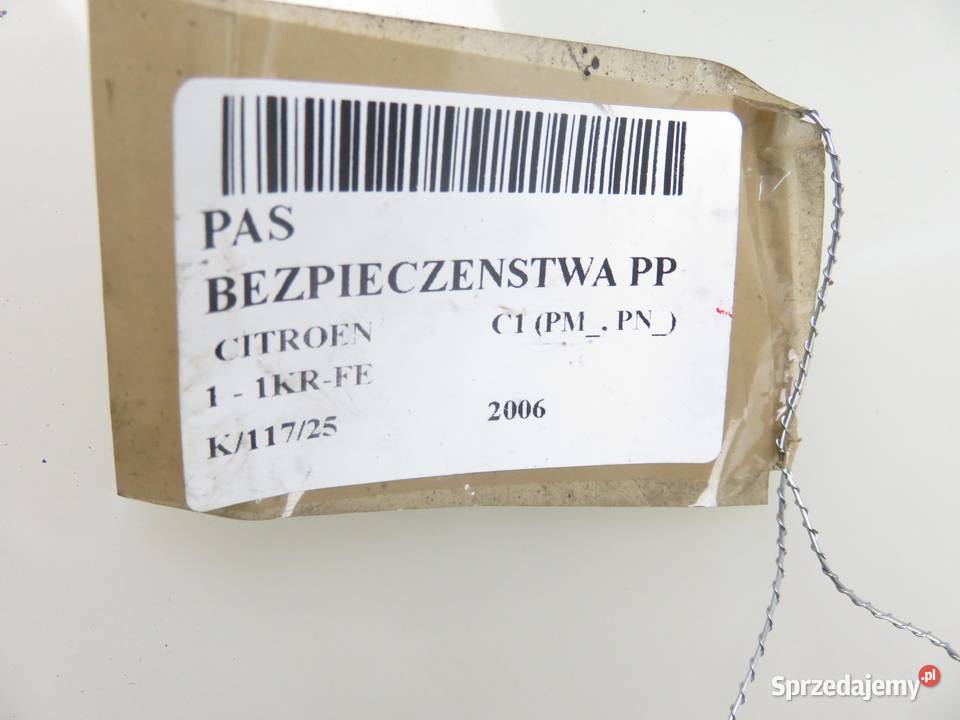 PAS
BEZPIECZENSTWA PP
CITROEN C1 (PM_, PN_)
1 - 1KR-FE
K/117/25 2006
Sprzedajemy.pl